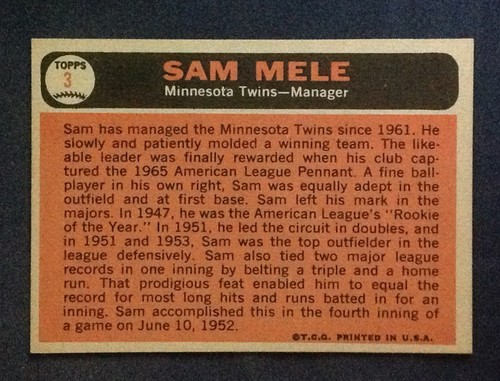 TOPPS
3
SAM MELE
Minnesota Twins—Manager
Sam has managed the Minnesota Twins since 1961. He
slowly and patiently molded a winning team. The like-
able leader was finally rewarded when his club cap-
tured the 1965 American League Pennant. A fine ball-
player in his own right, Sam was equally adept in the
outfield and at first base. Sam left his mark in the
majors. In 1947, he was the American League's "Rookie
of the Year." In 1951, he led the circuit in doubles, and
in 1951 and 1953, Sam was the top outfielder in the
league defensively. Sam also tied two major league
records in one inning by belting a triple and a home
run. That prodigious feat enabled him to equal the
record for most long hits and runs batted in for an
inning. Sam accomplished this in the fourth inning of
a game on June 10, 1952.
©T.C.G. PRINTED IN U.S.A.